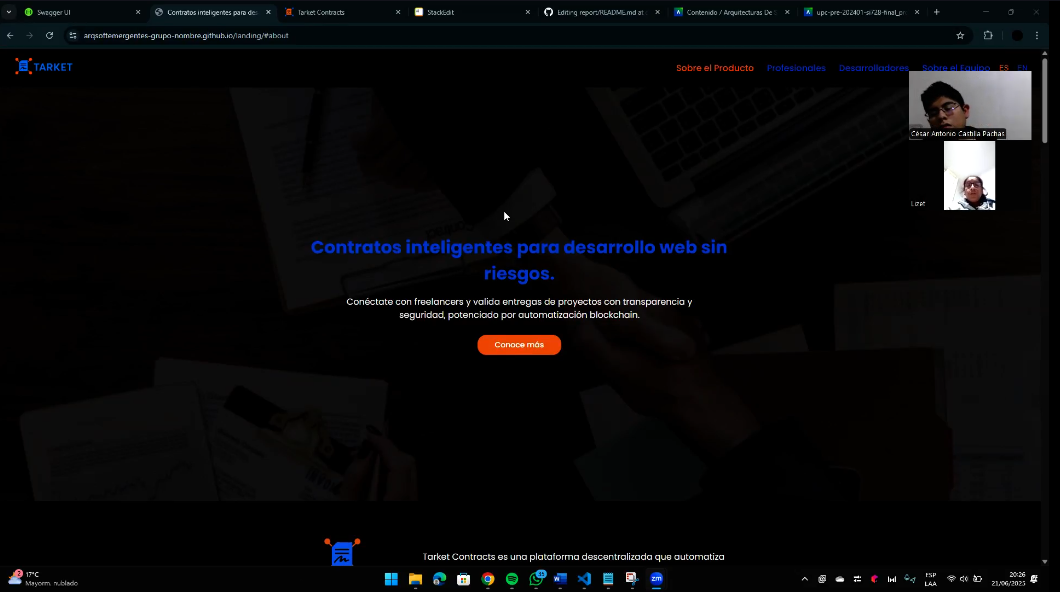 Swagger UI
Contratos inteligentes para des
Tarket Contracts
StackEdit
Editing report/README.md at
Contenido / Arquitecturas De S
upc-pre-202401-si728-final_pr
arqsoftemergentes-grupo-nombre.github.io/landing/#about
TARKET
Sobre el Producto
Profesionales
Desarrolladores
Sobre el Equipo
ES
EN
César Antonio Castilla Pachas
Lizet
Contratos inteligentes para desarrollo web sin
riesgos.
Conéctate con freelancers y valida entregas de proyectos con transparencia y
seguridad, potenciado por automatización blockchain.
Conoce más
Tarket Contracts es una plataforma descentralizada que automatiza
17°C
Mayorm. nublado
zm
ESP
LAA
20:26
21/06/2025